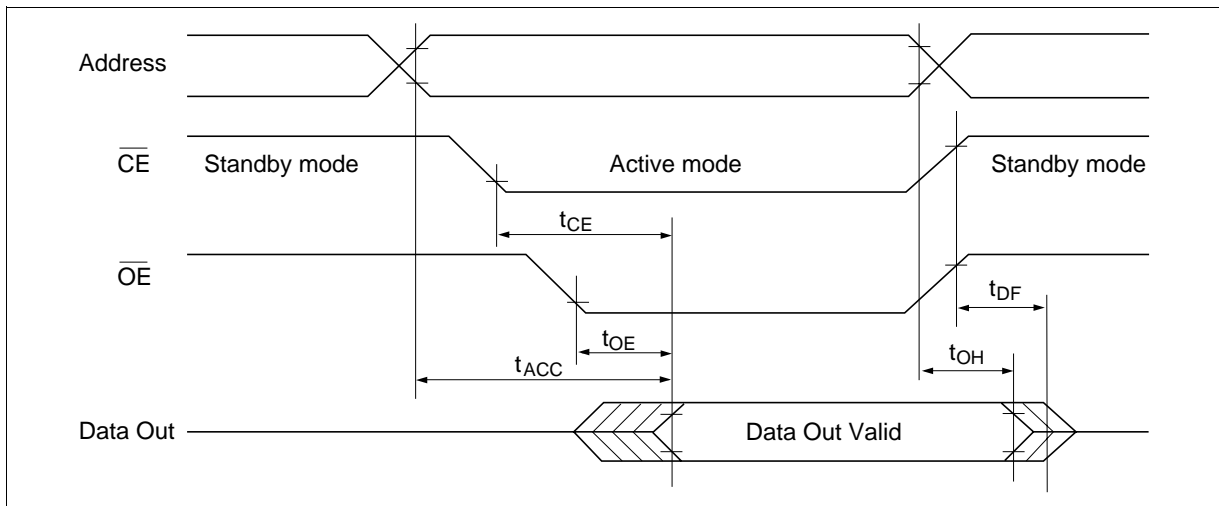 Address
CE
Standby mode
Active mode
Standby mode
tCE
OE
tDF
tOE
tOH
tACC
Data Out
Data Out Valid